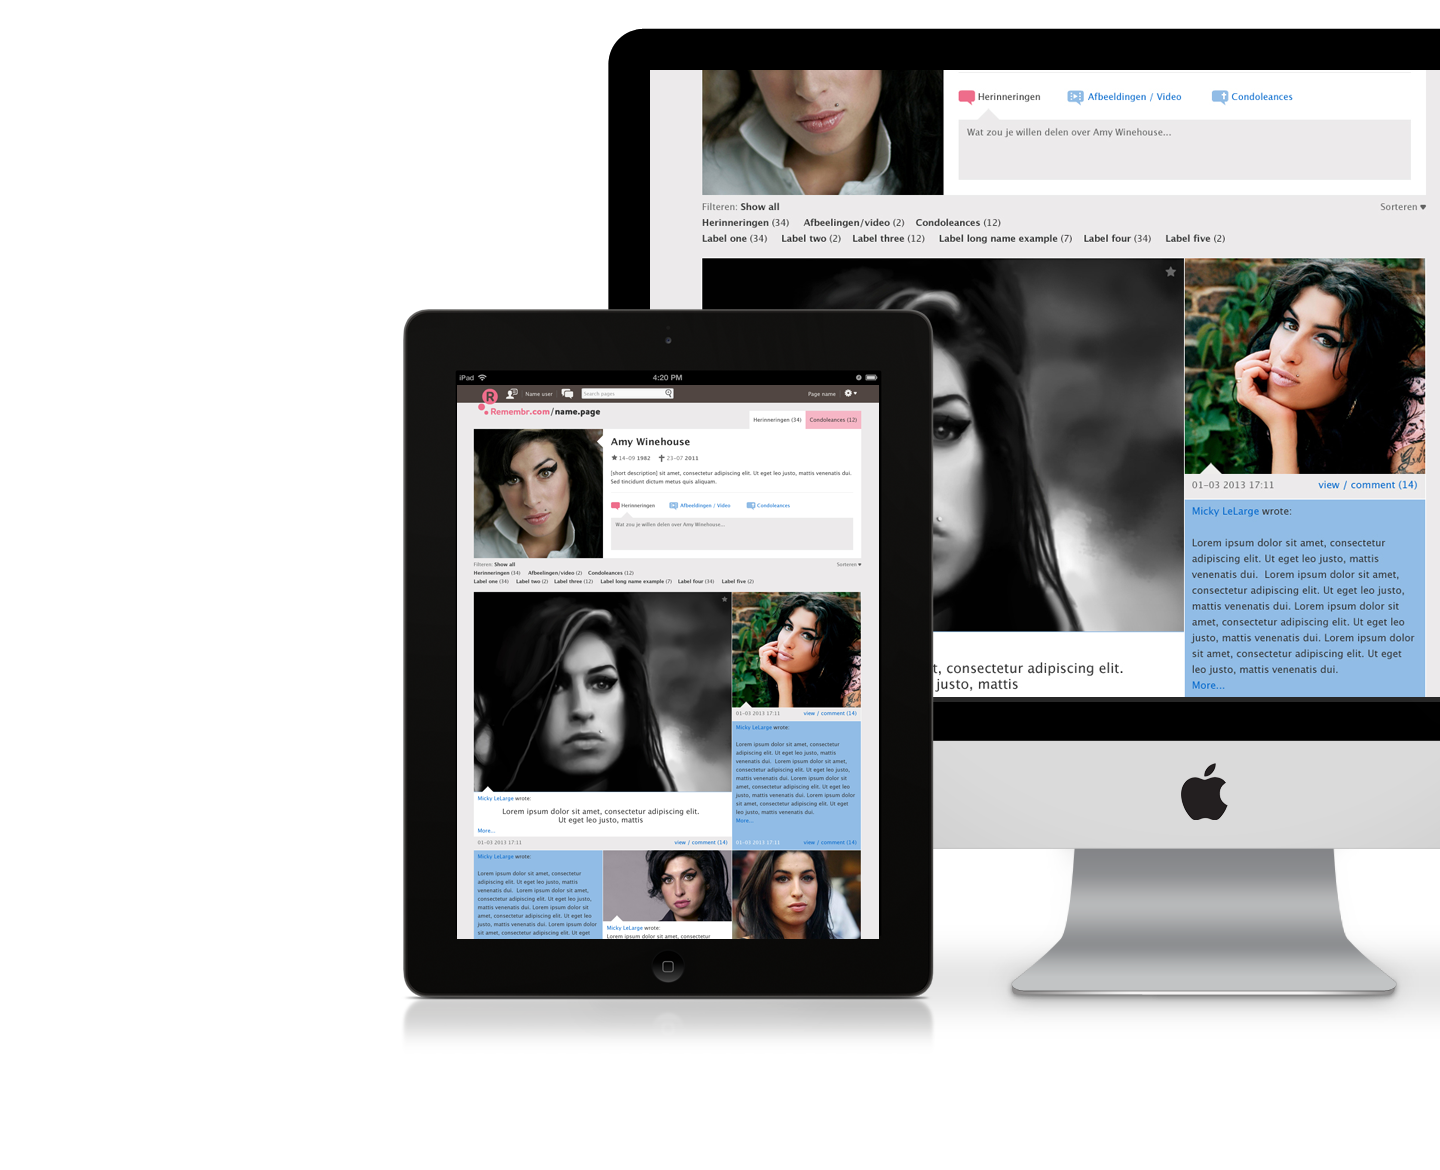 Herinneringen Afbeeldingen / Video Condoleances
Wat zou je willen delen over Amy Winehouse...
Filteren: Show all Sorteren
Herinneringen (34) Afbeelingen/video (2) Condoleances (12)
Label one (34) Label two (2) Label three (12) Label long name example (7) Label four (34) Label five (2)
01-03 2013 17:11 view / comment (14)
Micky LeLarge wrote:
Lorem ipsum dolor sit amet, consectetur
adipiscing elit. Ut eget leo justo, mattis
venenatis dui. Lorem ipsum dolor sit amet,
consectetur adipiscing elit. Ut eget leo justo,
mattis venenatis dui. Lorem ipsum dolor sit
amet, consectetur adipiscing elit. Ut eget leo
justo, mattis venenatis dui. Lorem ipsum dolor
sit amet, consectetur adipiscing elit. Ut eget
leo justo, mattis venenatis dui.
More...
t, consectetur adipiscing elit.
justo, mattis
iPad 4:20 PM
R Name user Search pages Page name
Remembr.com/name.page
Herinneringen (34) Condoleances (12)
Amy Winehouse
14-09 1982 23-07 2011
[short description] sit amet, consectetur adipiscing elit. Ut eget leo justo, mattis venenatis dui.
Sed tincidunt dictum metus quis aliquam.
Herinneringen Afbeeldingen / Video Condoleances
Wat zou je willen delen over Amy Winehouse...
Filteren: Show all Sorteren
Herinneringen (34) Afbeelingen/video (2) Condoleances (12)
Label one (34) Label two (2) Label three (12) Label long name example (7) Label four (34) Label five (2)
01-03 2013 17:11 view / comment (14)
Micky LeLarge wrote:
Lorem ipsum dolor sit amet, consectetur
adipiscing elit. Ut eget leo justo, mattis
venenatis dui. Lorem ipsum dolor sit amet,
consectetur adipiscing elit. Ut eget leo justo,
mattis venenatis dui. Lorem ipsum dolor sit
amet, consectetur adipiscing elit. Ut eget leo
justo, mattis venenatis dui. Lorem ipsum dolor
sit amet, consectetur adipiscing elit. Ut eget
leo justo, mattis venenatis dui.
More...
01-03 2013 17:11 view / comment (14)
Micky LeLarge wrote:
Lorem ipsum dolor sit amet, consectetur adipiscing elit.
Ut eget leo justo, mattis
More...
01-03 2013 17:11 view / comment (14)
Micky LeLarge wrote:
Lorem ipsum dolor sit amet, consectetur
adipiscing elit. Ut eget leo justo, mattis
venenatis dui. Lorem ipsum dolor sit amet,
consectetur adipiscing elit. Ut eget leo justo,
mattis venenatis dui. Lorem ipsum dolor sit
amet, consectetur adipiscing elit. Ut eget leo
justo, mattis venenatis dui. Lorem ipsum dolor
sit amet, consectetur adipiscing elit. Ut eget
Micky LeLarge wrote:
Lorem ipsum dolor sit amet, consectetur